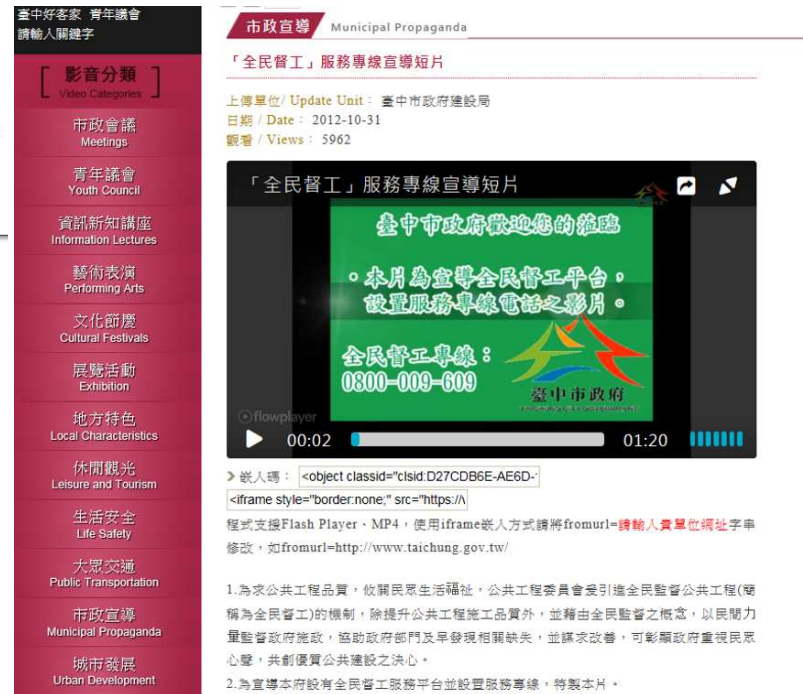 臺中好客家 青年議會
請輸入關鍵字
影音分類
Video Categories
市政會議
Meetings
青年議會
Youth Council
資訊新知講座
Information Lectures
藝術表演
Performing Arts
文化節慶
Cultural Festivals
展覽活動
Exhibition
地方特色
Local Characteristics
休閒觀光
Leisure and Tourism
生活安全
Life Safety
大眾交通
Public Transportation
市政宣導
Municipal Propaganda
城市發展
Urban Development
市政宣導 Municipal Propaganda
「全民督工」服務專線宣導短片
上傳單位/ Update Unit： 臺中市政府建設局
日期 / Date： 2012-10-31
觀看 / Views： 5962
「全民督工」服務專線宣導短片
臺中市政府歡迎您的蒞臨
•本片為宣導全民督工平台，
設置服務專線電話之影片。
全民督工專線：
0800-009-609
臺中市政府
TAICHUNG CITY GOVERNMENT
flowplayer
00:02 01:20
嵌入碼： <object classid="clsid:D27CDB6E-AE6D-
<iframe style="border:none;" src="https://
程式支援Flash Player、MP4，使用iframe嵌入方式請將fromurl=請輸入貴單位網址字串
修改，如fromurl=http://www.taichung.gov.tw/
1.為求公共工程品質，攸關民眾生活福祉，公共工程委員會爰引進全民監督公共工程(簡
稱為全民督工)的機制，除提升公共工程施工品質外，並藉由全民監督之概念，以民間力
量監督政府施政，協助政府部門及早發現相關缺失，並謀求改善，可彰顯政府重視民眾
心聲，共創優質公共建設之決心。
2.為宣導本府設有全民督工服務平台並設置服務專線，特製本片。